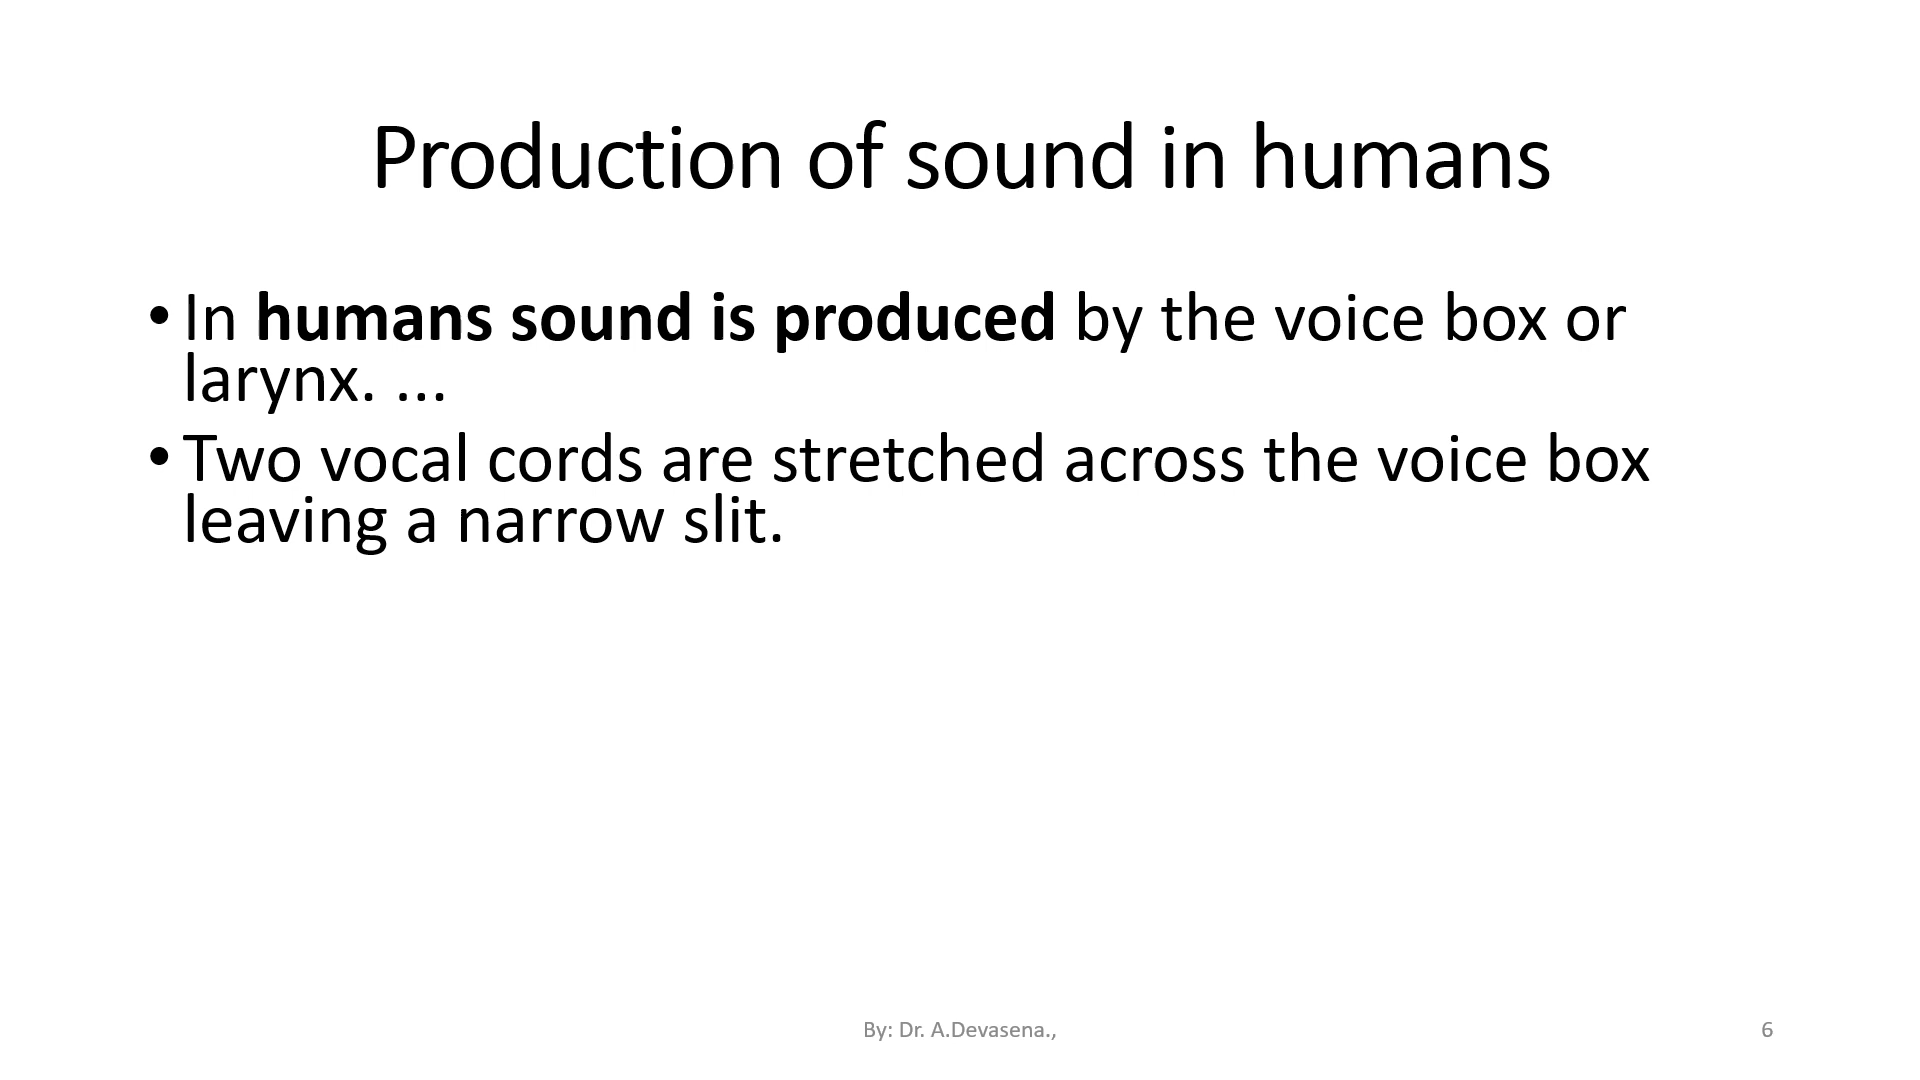 Production of sound in humans
• In humans sound is produced by the voice box or
larynx. ...
• Two vocal cords are stretched across the voice box
leaving a narrow slit.
By: Dr. A.Devasena.,
6